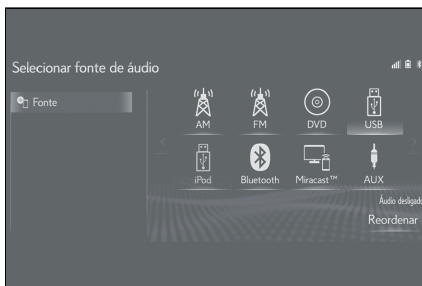 Selecionar fonte de áudio
Fonte
AM FM DVD USB
iPod Bluetooth Miracast™ AUX
Áudio desligado
Reordenar